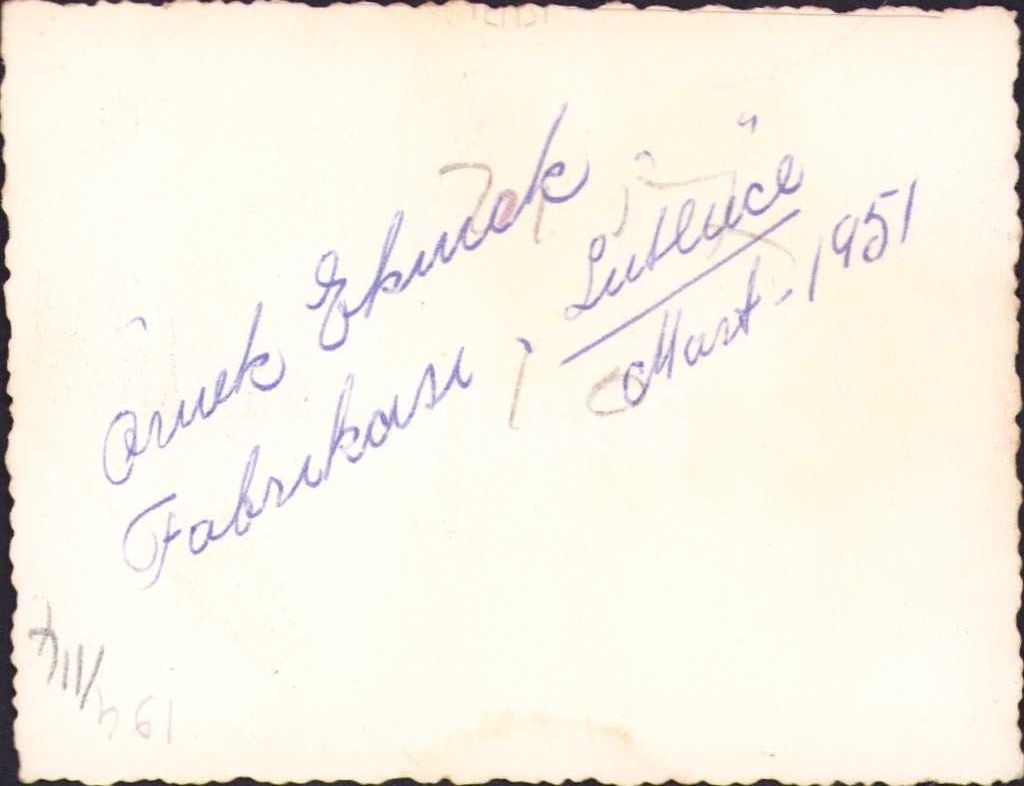 Örnek Ekmek
Fabrikası
Sütlüce
Mart-1951